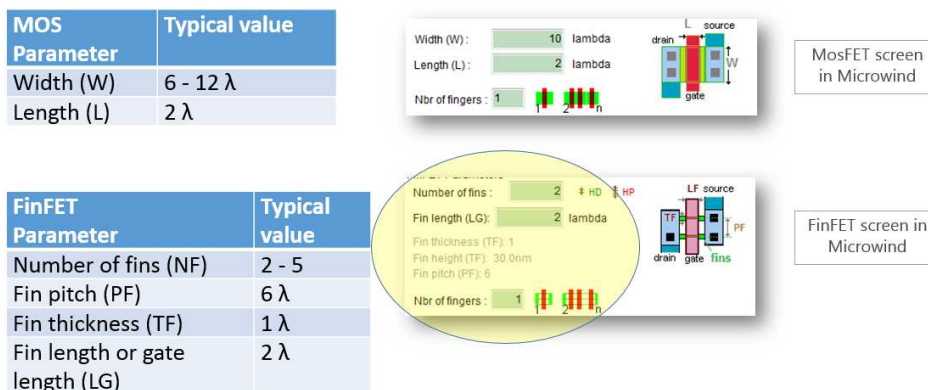 MOS Parameter Typical value
Width (W) 6 - 12 λ
Length (L) 2 λ
Width (W) : 10 lambda
Length (L) : 2 lambda
Nbr of fingers : 1
1 2 n
L source
drain
W
gate
MosFET screen
in Microwind
FinFET Parameter Typical value
Number of fins (NF) 2 - 5
Fin pitch (PF) 6 λ
Fin thickness (TF) 1 λ
Fin length or gate
length (LG) 2 λ
Number of fins : 2 HD HP
Fin length (LG): 2 lambda
Fin thickness (TF): 1
Fin height (TF): 30.0nm
Fin pitch (PF): 6
Nbr of fingers : 1
1 2 n
LF source
TF
PF
drain gate fins
FinFET screen in
Microwind